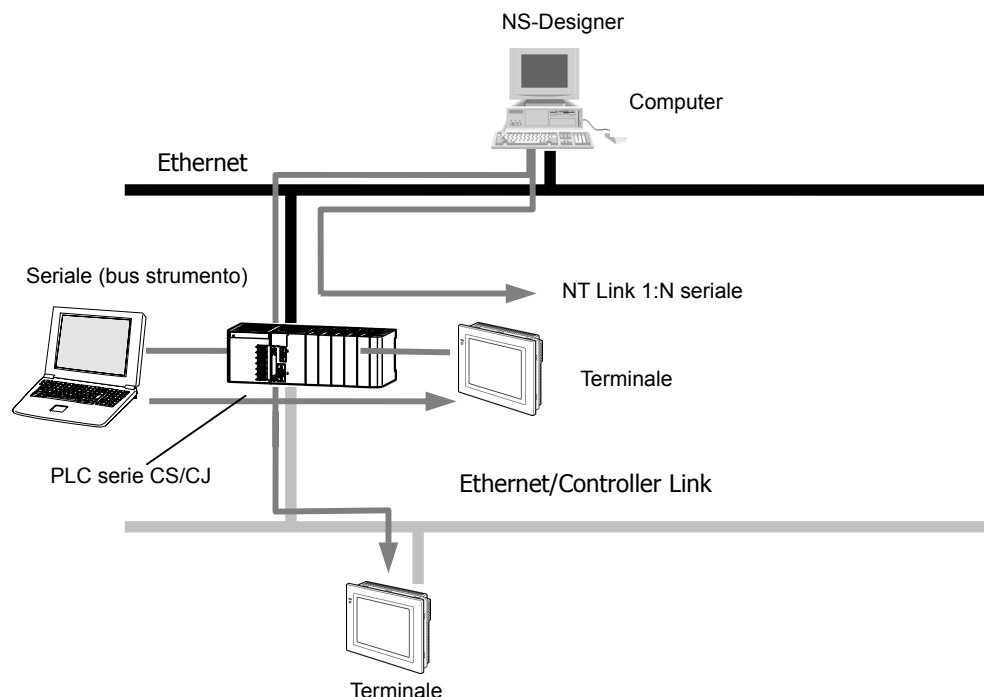 NS-Designer
Computer
Ethernet
Seriale (bus strumento)
NT Link 1:N seriale
Terminale
PLC serie CS/CJ
Ethernet/Controller Link
Terminale